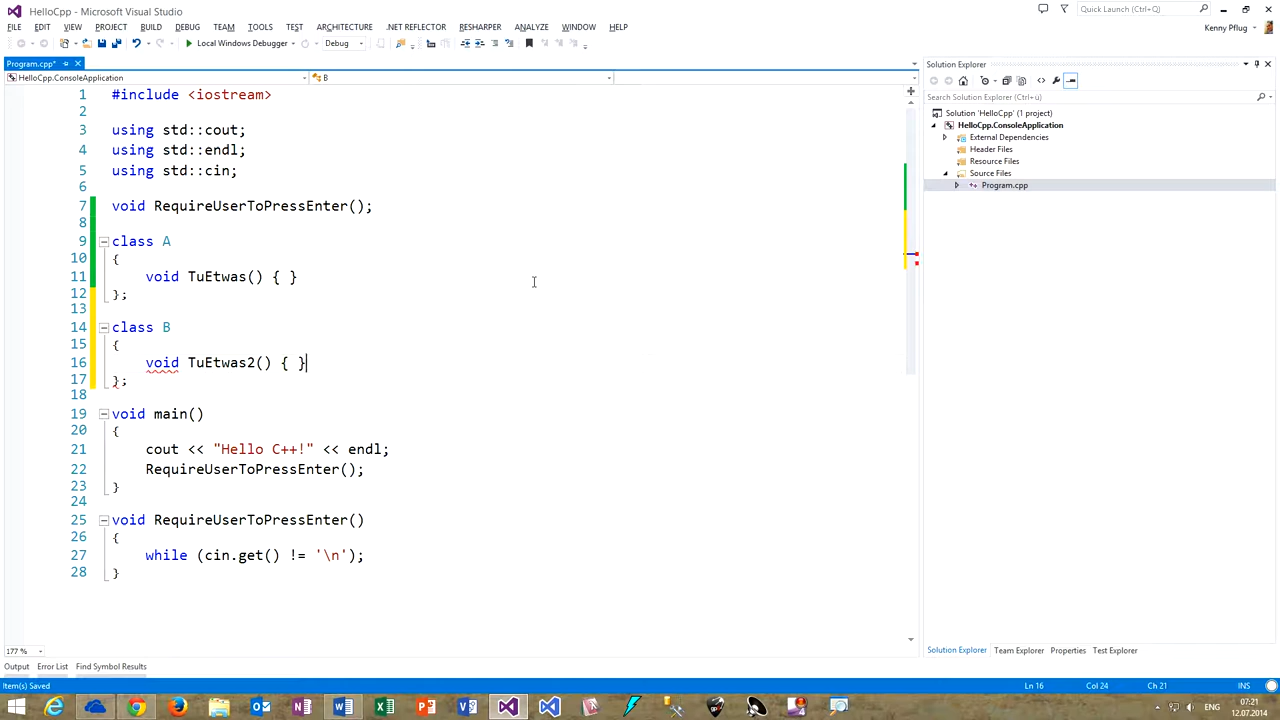 HelloCpp - Microsoft Visual Studio
Quick Launch (Ctrl+Q)
FILE EDIT VIEW PROJECT BUILD DEBUG TEAM TOOLS TEST ARCHITECTURE .NET REFLECTOR RESHARPER ANALYZE WINDOW HELP
Kenny Pflug
Local Windows Debugger Debug
Program.cpp*
HelloCpp.ConsoleApplication B
1 #include <iostream>
2
3 using std::cout;
4 using std::endl;
5 using std::cin;
6
7 void RequireUserToPressEnter();
8
9 class A
10 {
11 void TuEtwas() { }
12 };
13
14 class B
15 {
16 void TuEtwas2() { }
17 };
18
19 void main()
20 {
21 cout << "Hello C++!" << endl;
22 RequireUserToPressEnter();
23 }
24
25 void RequireUserToPressEnter()
26 {
27 while (cin.get() != '\n');
28 }
177 %
Solution Explorer
Search Solution Explorer (Ctrl+ü)
Solution 'HelloCpp' (1 project)
HelloCpp.ConsoleApplication
External Dependencies
Header Files
Resource Files
Source Files
Program.cpp
Solution Explorer Team Explorer Properties Test Explorer
Output Error List Find Symbol Results
Item(s) Saved Ln 16 Col 24 Ch 21 INS
ENG 07:21
12.07.2014